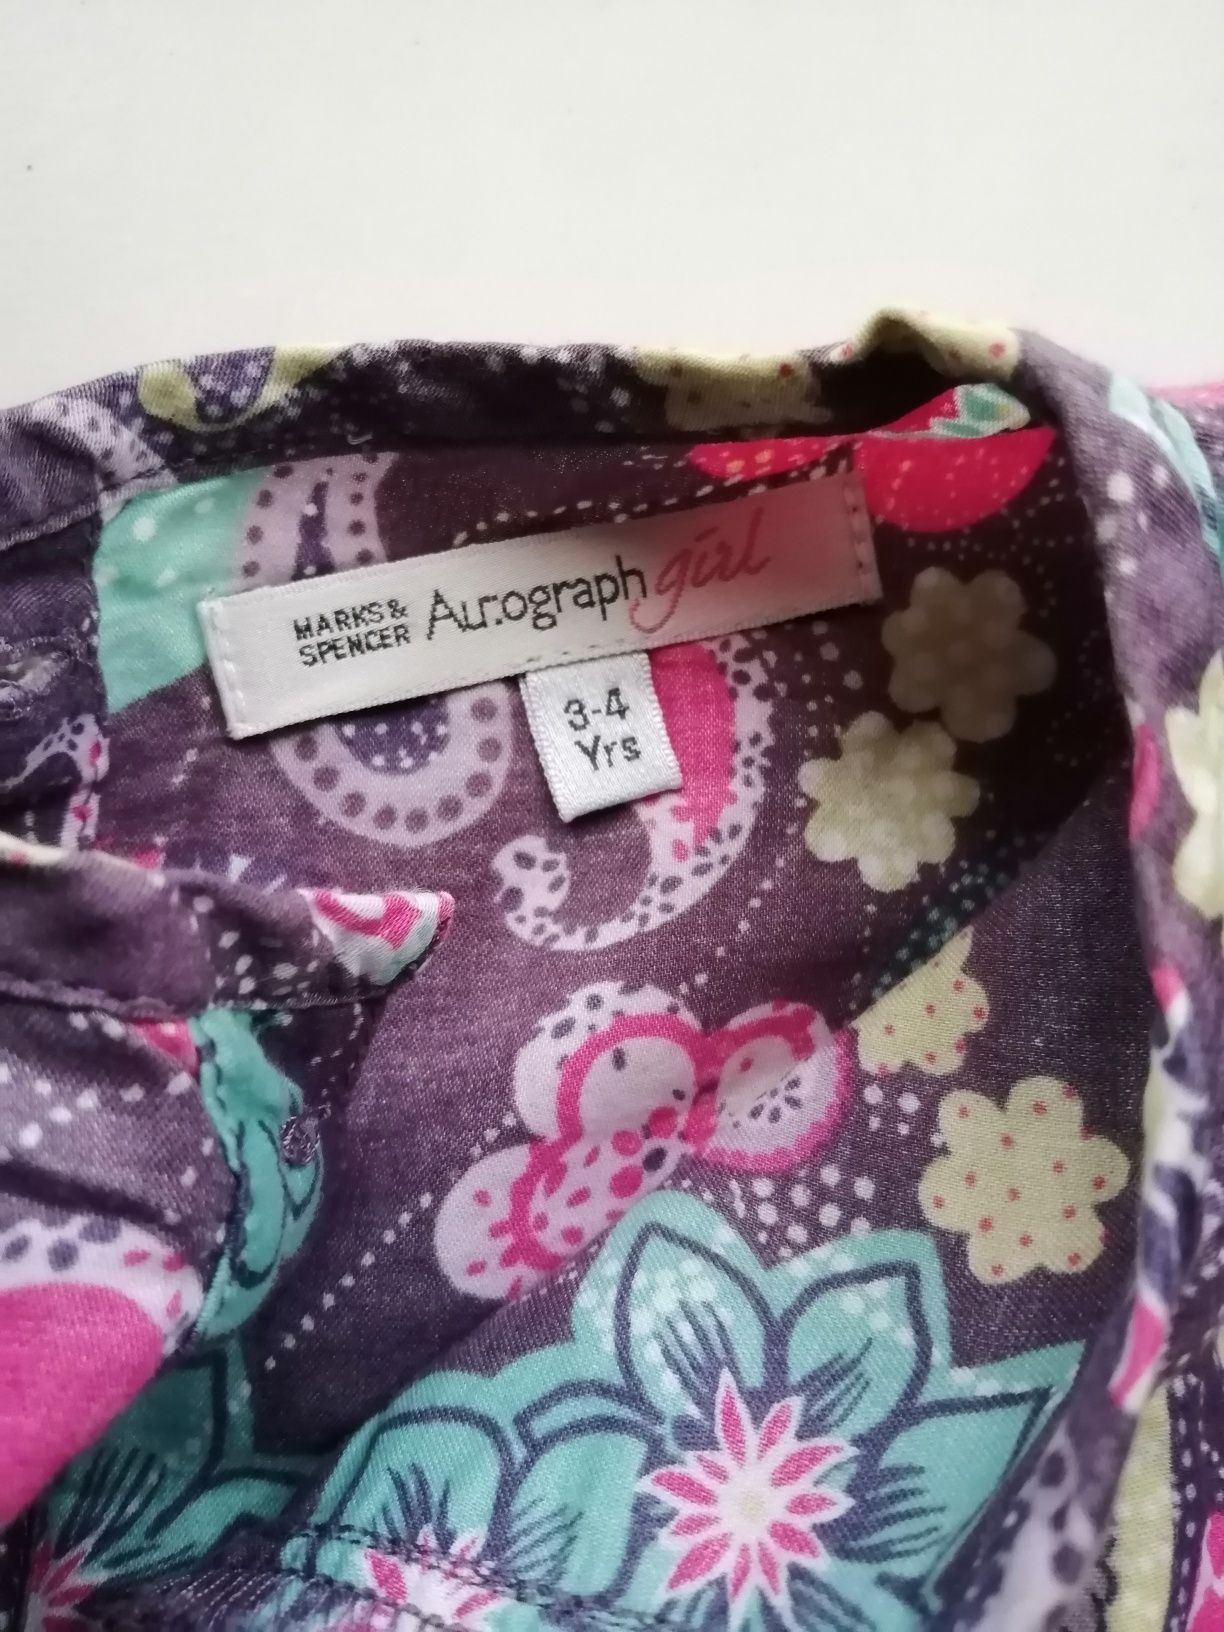 MARKS &
SPENCER
Autograph girl
3-4
Yrs